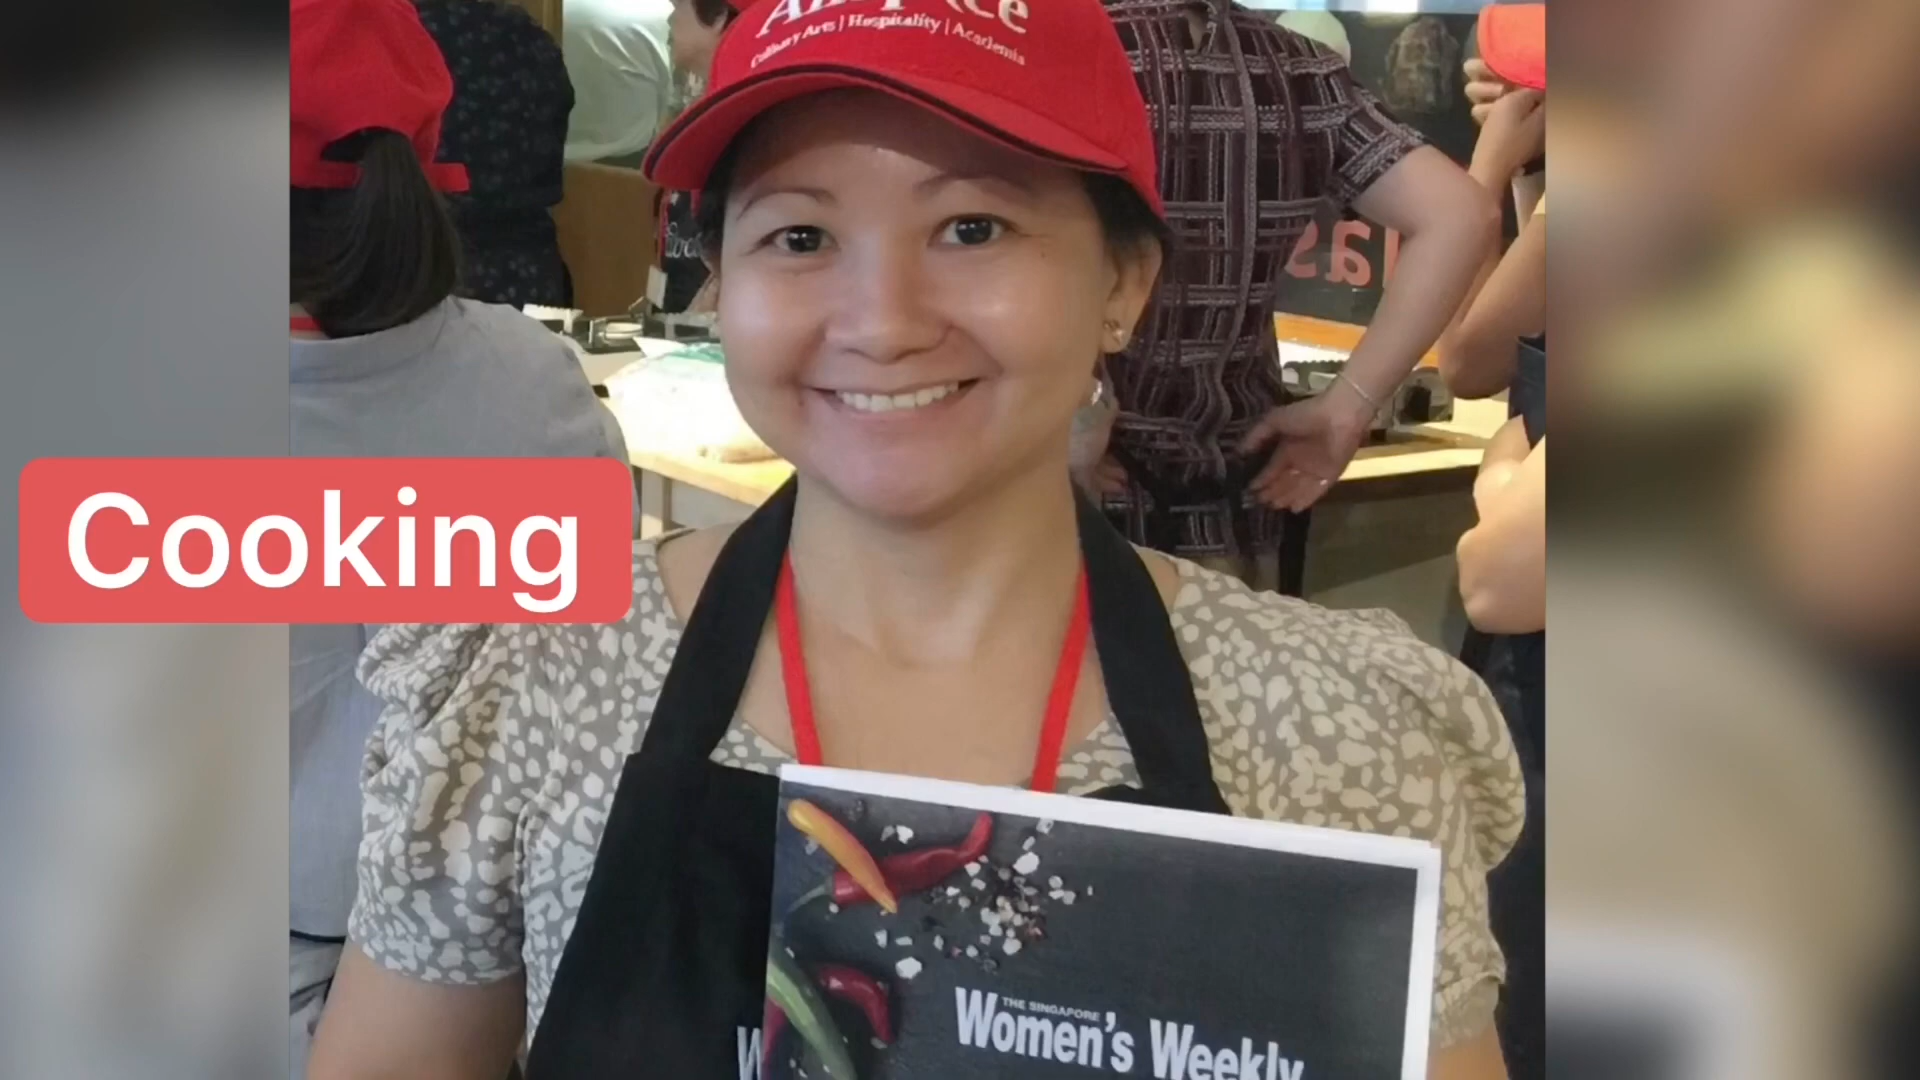 Culinary Arts | Hospitality | Academia
Cooking
THE SINGAPORE
Women's Weekly